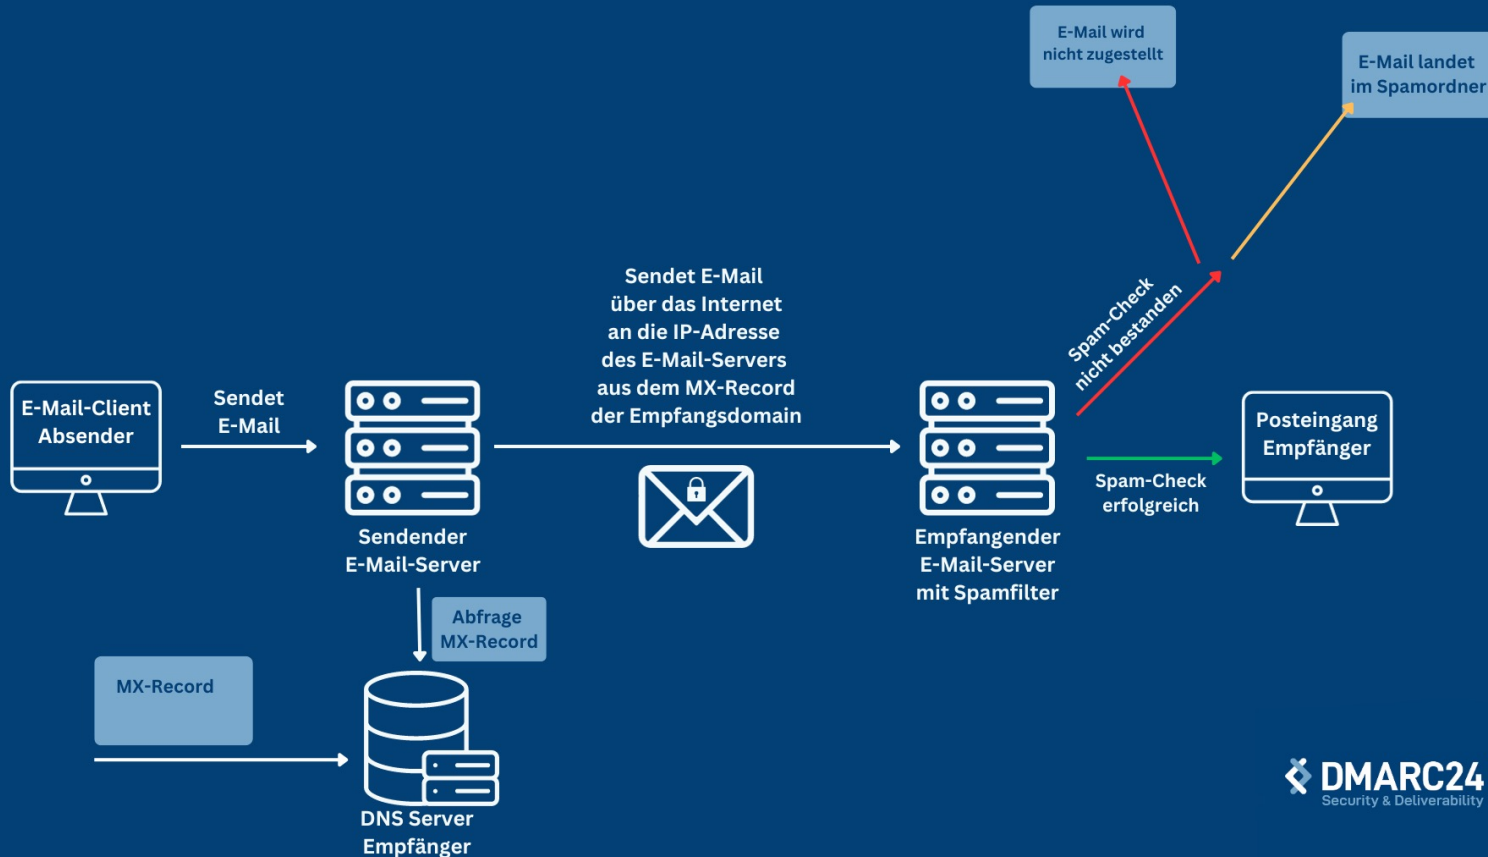 E-Mail wird
nicht zugestellt
E-Mail landet
im Spamordner
Sendet E-Mail
über das Internet
an die IP-Adresse
des E-Mail-Servers
aus dem MX-Record
der Empfangsdomain
Spam-Check
nicht bestanden
E-Mail-Client
Absender
Sendet
E-Mail
Posteingang
Empfänger
Spam-Check
erfolgreich
Sendender
E-Mail-Server
Empfangender
E-Mail-Server
mit Spamfilter
Abfrage
MX-Record
MX-Record
DNS Server
Empfänger
DMARC24
Security & Deliverability